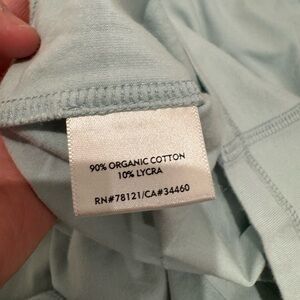 90% ORGANIC COTTON
10% LYCRA
RN#78121/CA#34460